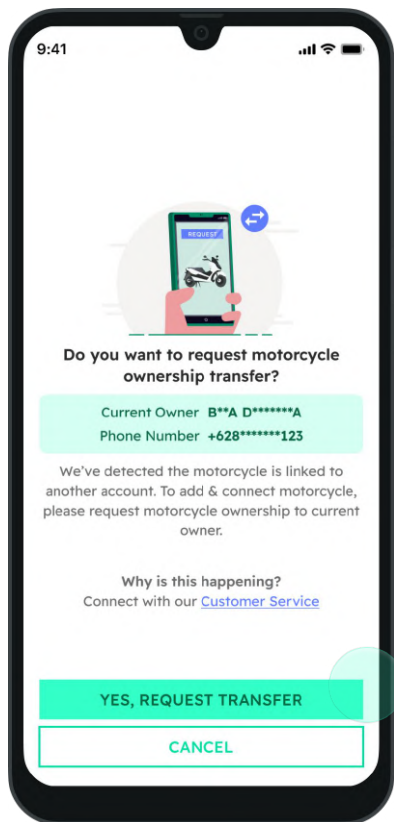 9:41
REQUEST
Do you want to request motorcycle
ownership transfer?
Current Owner B**A D*******A
Phone Number +628*******123
We've detected the motorcycle is linked to
another account. To add & connect motorcycle,
please request motorcycle ownership to current
owner.
Why is this happening?
Connect with our Customer Service
YES, REQUEST TRANSFER
CANCEL